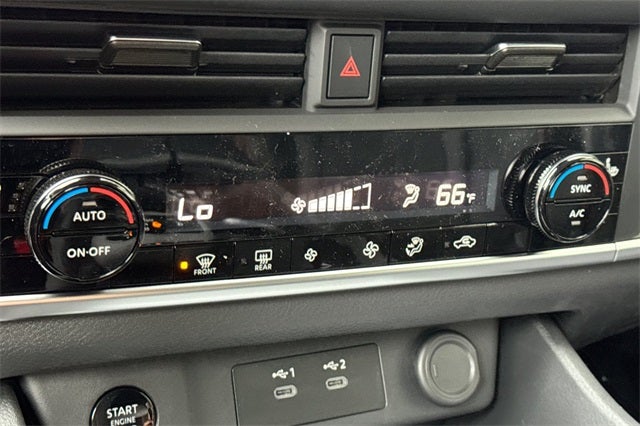 AUTO
ON·OFF
Lo
66°F
SYNC
A/C
FRONT
REAR
1
2
START
ENGINE